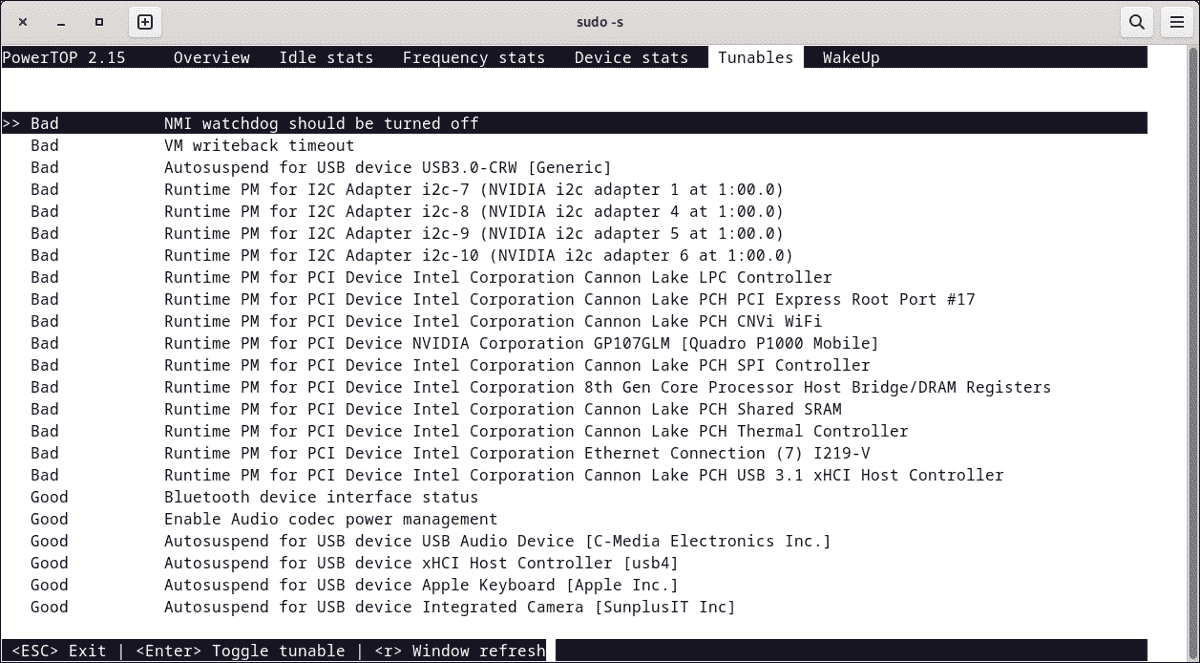 sudo -s
PowerTOP 2.15 Overview Idle stats Frequency stats Device stats Tunables WakeUp
>> Bad NMI watchdog should be turned off
Bad VM writeback timeout
Bad Autosuspend for USB device USB3.0-CRW [Generic]
Bad Runtime PM for I2C Adapter i2c-7 (NVIDIA i2c adapter 1 at 1:00.0)
Bad Runtime PM for I2C Adapter i2c-8 (NVIDIA i2c adapter 4 at 1:00.0)
Bad Runtime PM for I2C Adapter i2c-9 (NVIDIA i2c adapter 5 at 1:00.0)
Bad Runtime PM for I2C Adapter i2c-10 (NVIDIA i2c adapter 6 at 1:00.0)
Bad Runtime PM for PCI Device Intel Corporation Cannon Lake LPC Controller
Bad Runtime PM for PCI Device Intel Corporation Cannon Lake PCH PCI Express Root Port #17
Bad Runtime PM for PCI Device Intel Corporation Cannon Lake PCH CNVi WiFi
Bad Runtime PM for PCI Device NVIDIA Corporation GP107GLM [Quadro P1000 Mobile]
Bad Runtime PM for PCI Device Intel Corporation Cannon Lake PCH SPI Controller
Bad Runtime PM for PCI Device Intel Corporation 8th Gen Core Processor Host Bridge/DRAM Registers
Bad Runtime PM for PCI Device Intel Corporation Cannon Lake PCH Shared SRAM
Bad Runtime PM for PCI Device Intel Corporation Cannon Lake PCH Thermal Controller
Bad Runtime PM for PCI Device Intel Corporation Ethernet Connection (7) I219-V
Bad Runtime PM for PCI Device Intel Corporation Cannon Lake PCH USB 3.1 xHCI Host Controller
Good Bluetooth device interface status
Good Enable Audio codec power management
Good Autosuspend for USB device USB Audio Device [C-Media Electronics Inc.]
Good Autosuspend for USB device xHCI Host Controller [usb4]
Good Autosuspend for USB device Apple Keyboard [Apple Inc.]
Good Autosuspend for USB device Integrated Camera [SunplusIT Inc]
<ESC> Exit | <Enter> Toggle tunable | <r> Window refresh